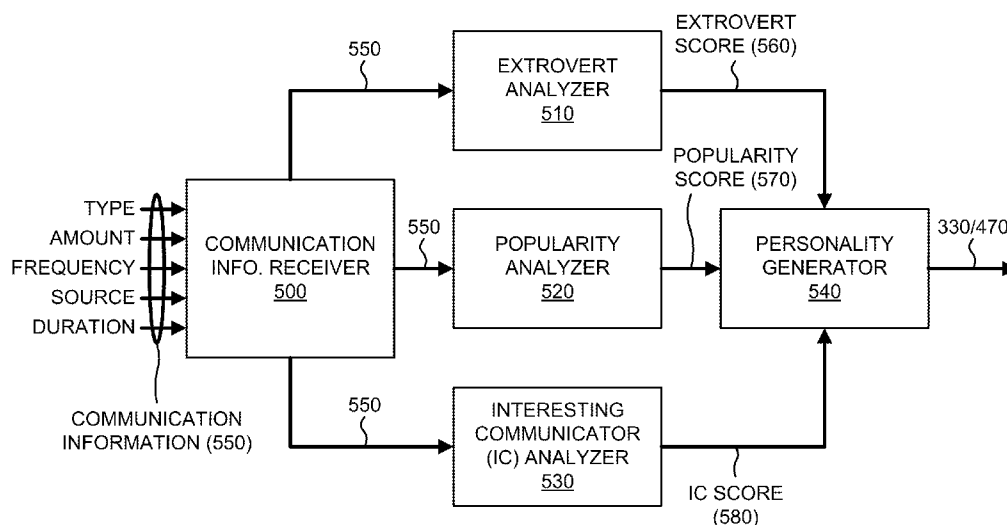 EXTROVERT
SCORE (560)
550
EXTROVERT
ANALYZER
510
POPULARITY
SCORE (570)
TYPE
AMOUNT
FREQUENCY
SOURCE
DURATION
COMMUNICATION
INFO. RECEIVER
500
550
POPULARITY
ANALYZER
520
PERSONALITY
GENERATOR
540
330/470
COMMUNICATION
INFORMATION (550)
550
INTERESTING
COMMUNICATOR
(IC) ANALYZER
530
IC SCORE
(580)